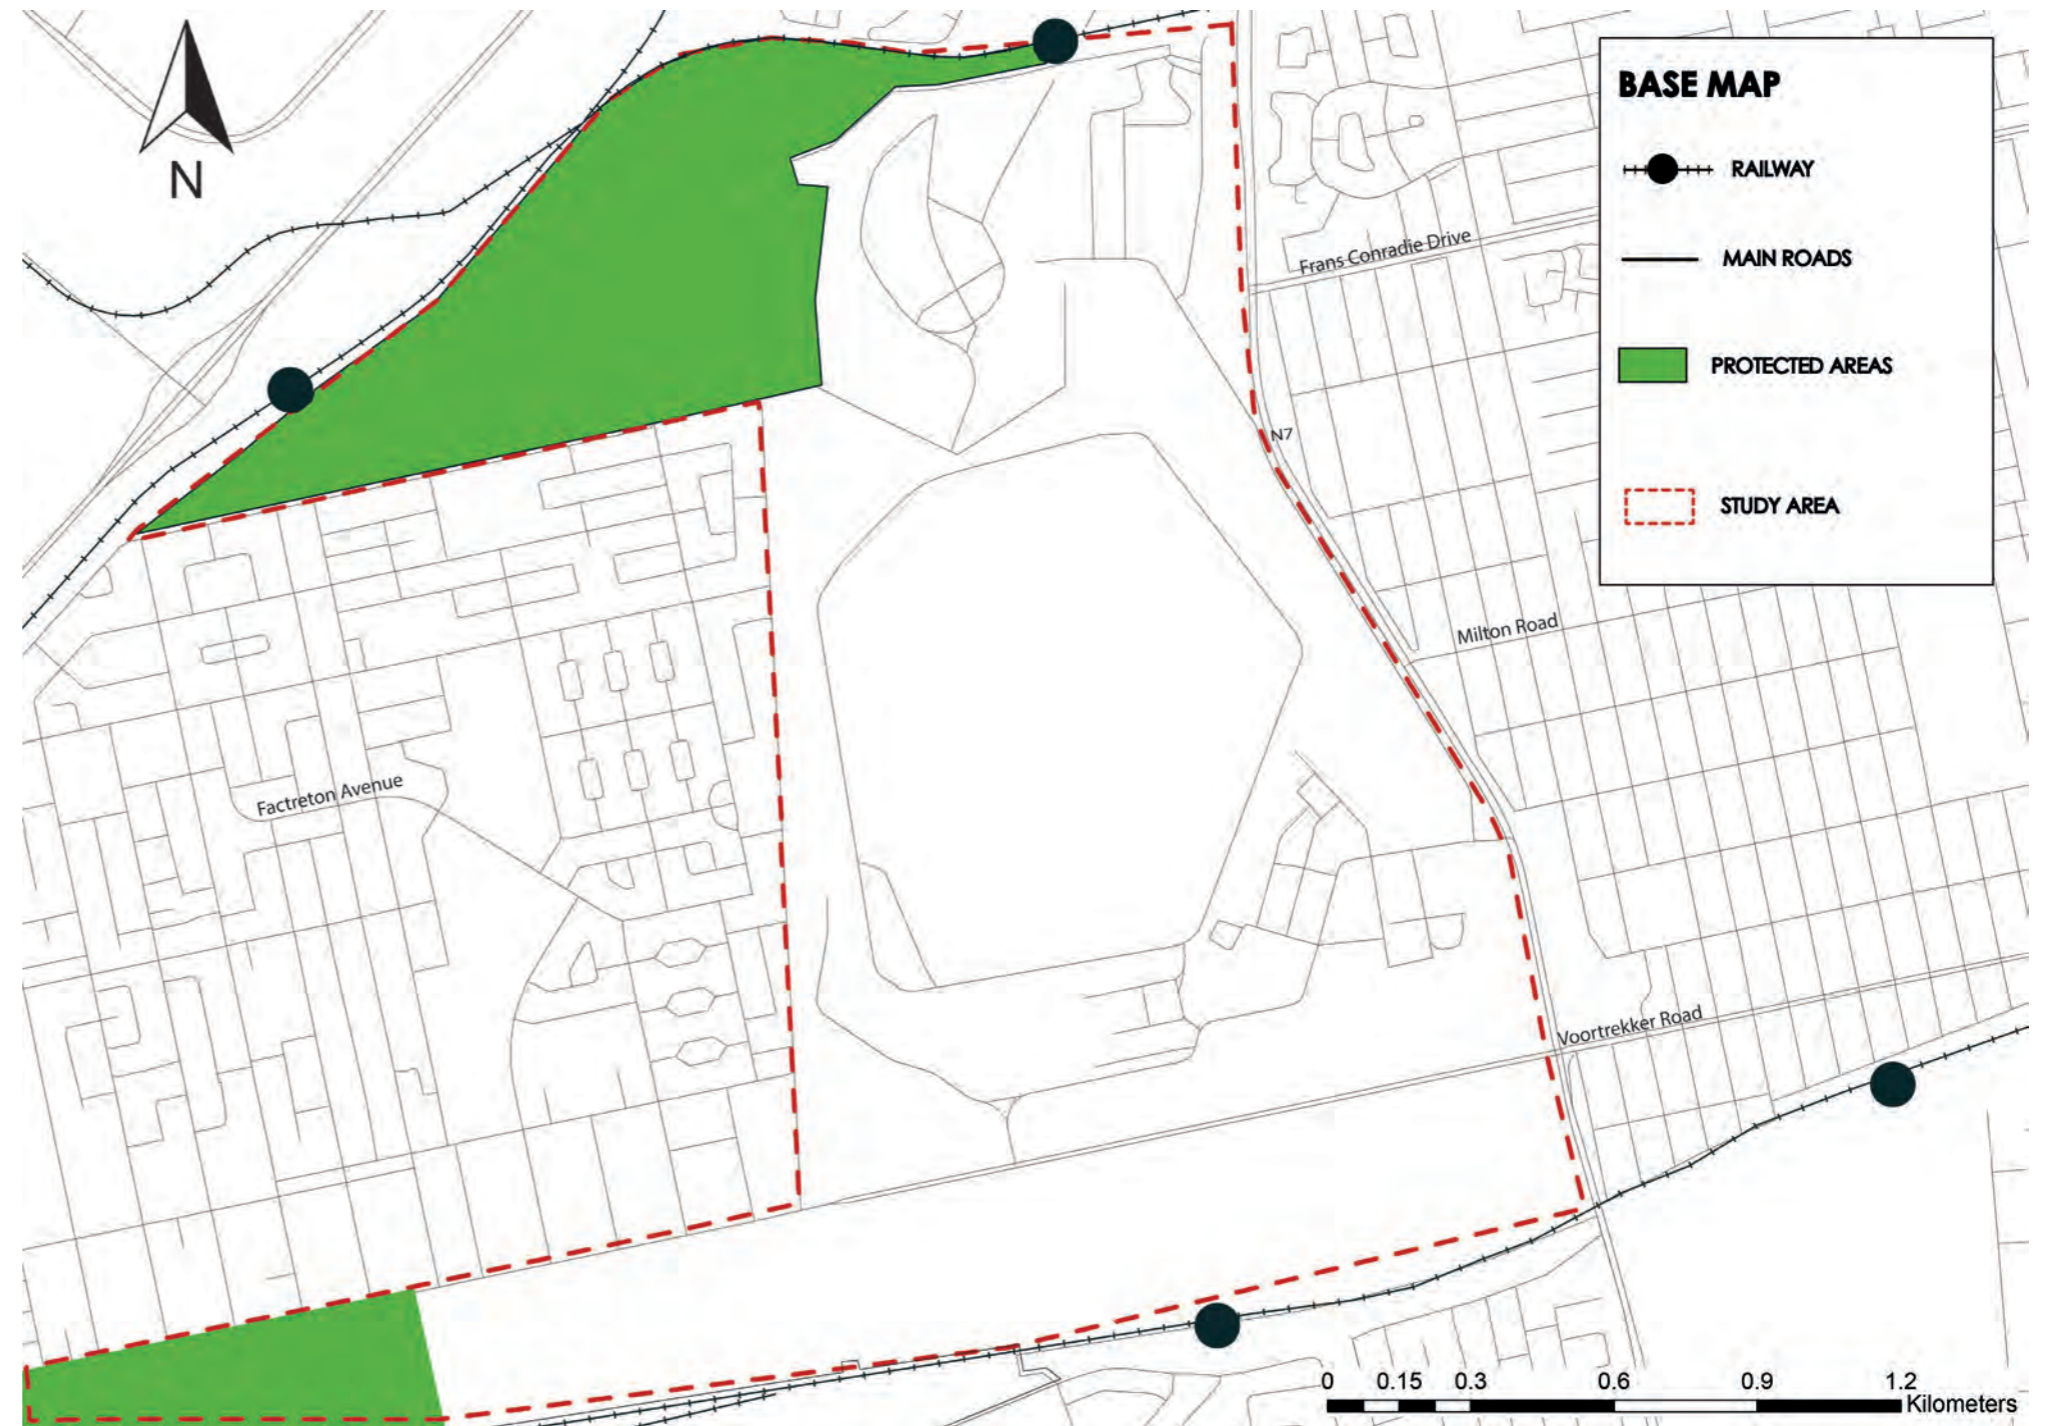 N
BASE MAP
RAILWAY
MAIN ROADS
PROTECTED AREAS
STUDY AREA
Frans Conradie Drive
N7
Milton Road
Factreton Avenue
Voortrekker Road
0 0.15 0.3 0.6 0.9 1.2
Kilometers